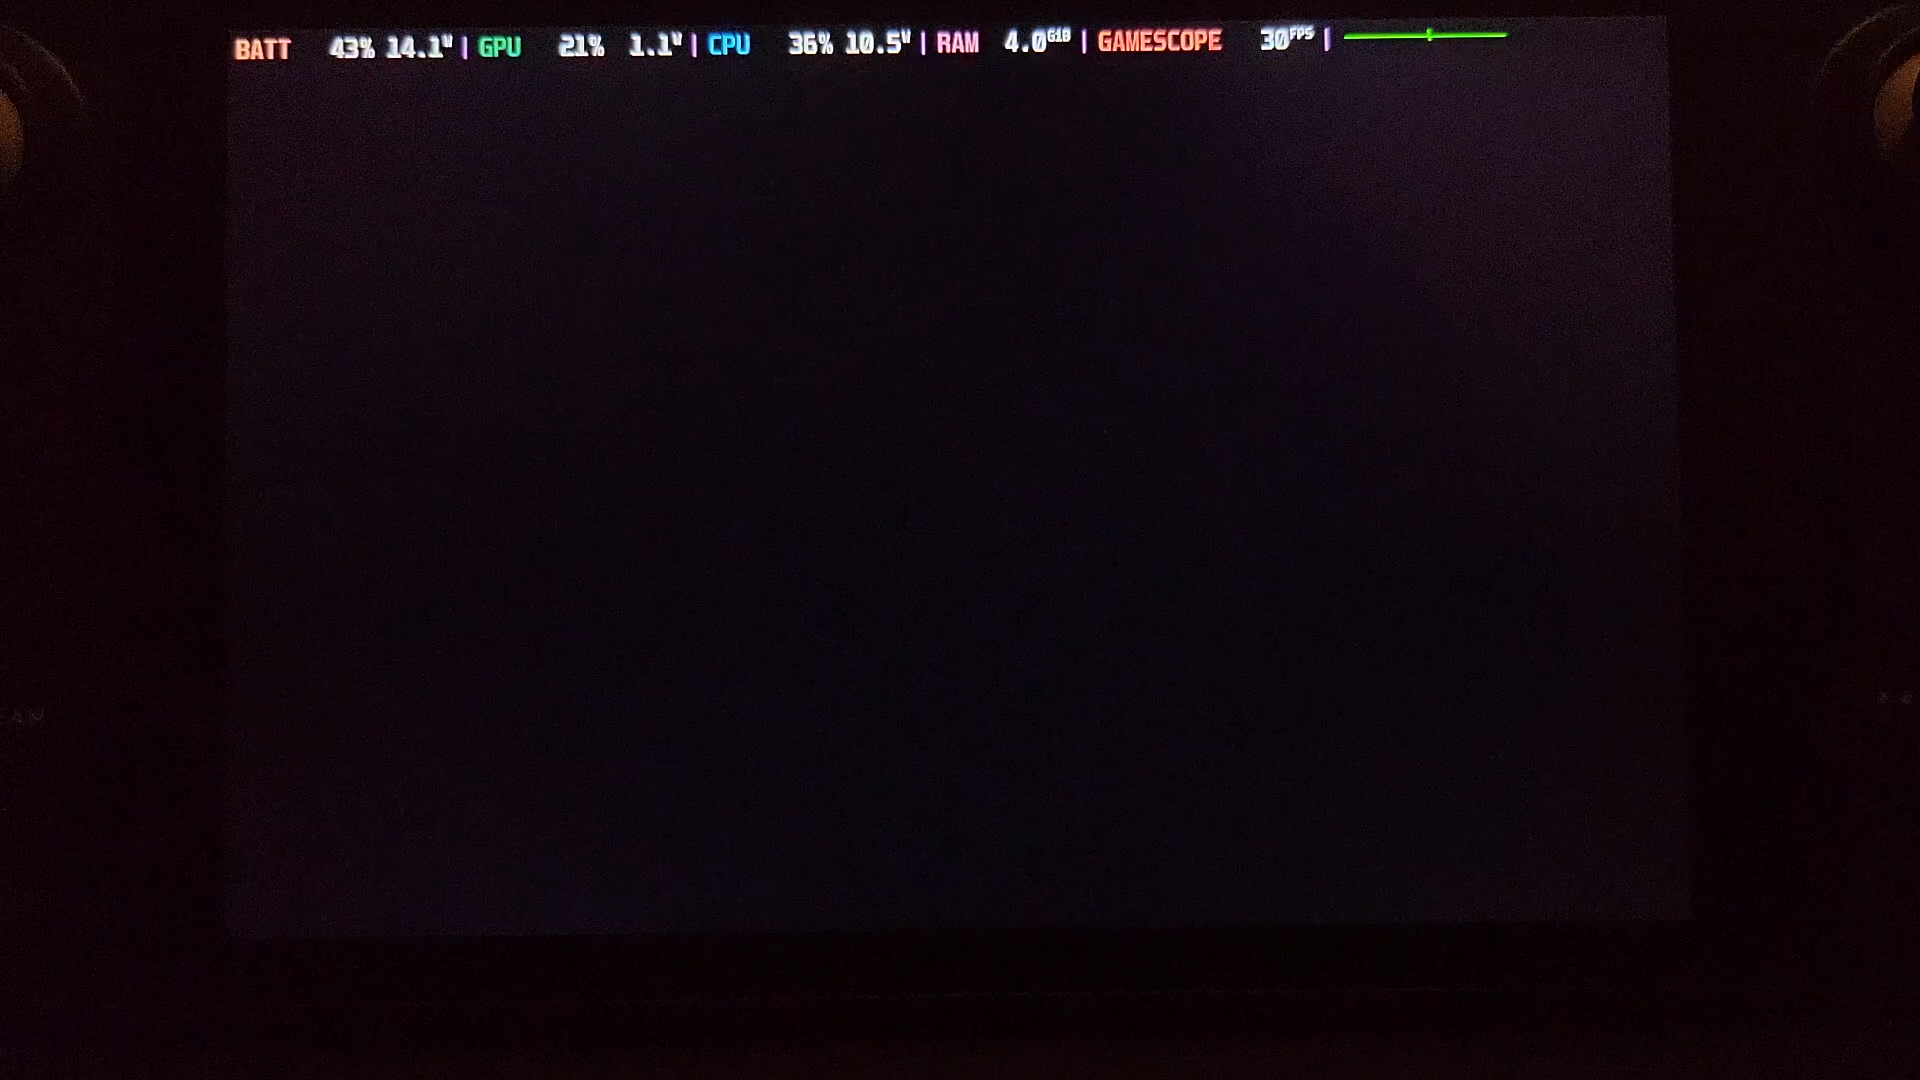 BATT 43% 14.1W | GPU 21% 1.1W | CPU 36% 10.5W | RAM 4.0GiB | GAMESCOPE 30FPS |